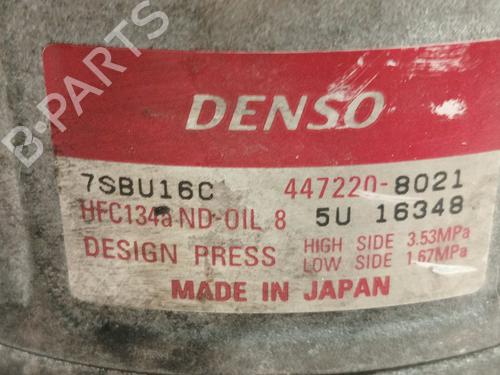 B-PARTS
DENSO
7SBU16C 447220-8021
HFC134a ND-OIL 8 5U 16348
DESIGN PRESS HIGH SIDE 3.53MPa
LOW SIDE 1.67MPa
MADE IN JAPAN